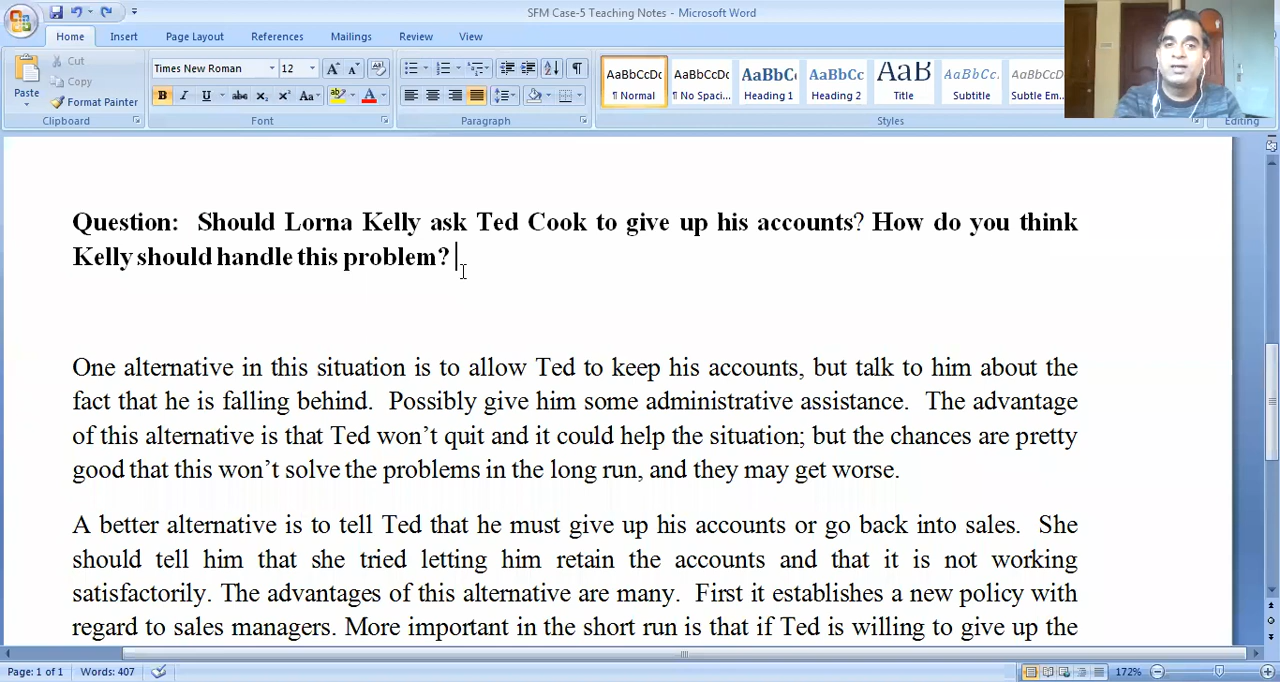 SFM Case-5 Teaching Notes - Microsoft Word
Home Insert Page Layout References Mailings Review View
Cut
Copy
Paste
Format Painter
Times New Roman 12
AaBbCcDc AaBbCcDc AaBbC AaBbCc AaB AaBbCc. AaBbCcDc
¶ Normal ¶ No Spaci... Heading 1 Heading 2 Title Subtitle Subtle Em...
Clipboard Font Paragraph Styles Editing
Question: Should Lorna Kelly ask Ted Cook to give up his accounts? How do you think
Kelly should handle this problem?
One alternative in this situation is to allow Ted to keep his accounts, but talk to him about the
fact that he is falling behind. Possibly give him some administrative assistance. The advantage
of this alternative is that Ted won’t quit and it could help the situation; but the chances are pretty
good that this won’t solve the problems in the long run, and they may get worse.
A better alternative is to tell Ted that he must give up his accounts or go back into sales. She
should tell him that she tried letting him retain the accounts and that it is not working
satisfactorily. The advantages of this alternative are many. First it establishes a new policy with
regard to sales managers. More important in the short run is that if Ted is willing to give up the
Page: 1 of 1 Words: 407 172%